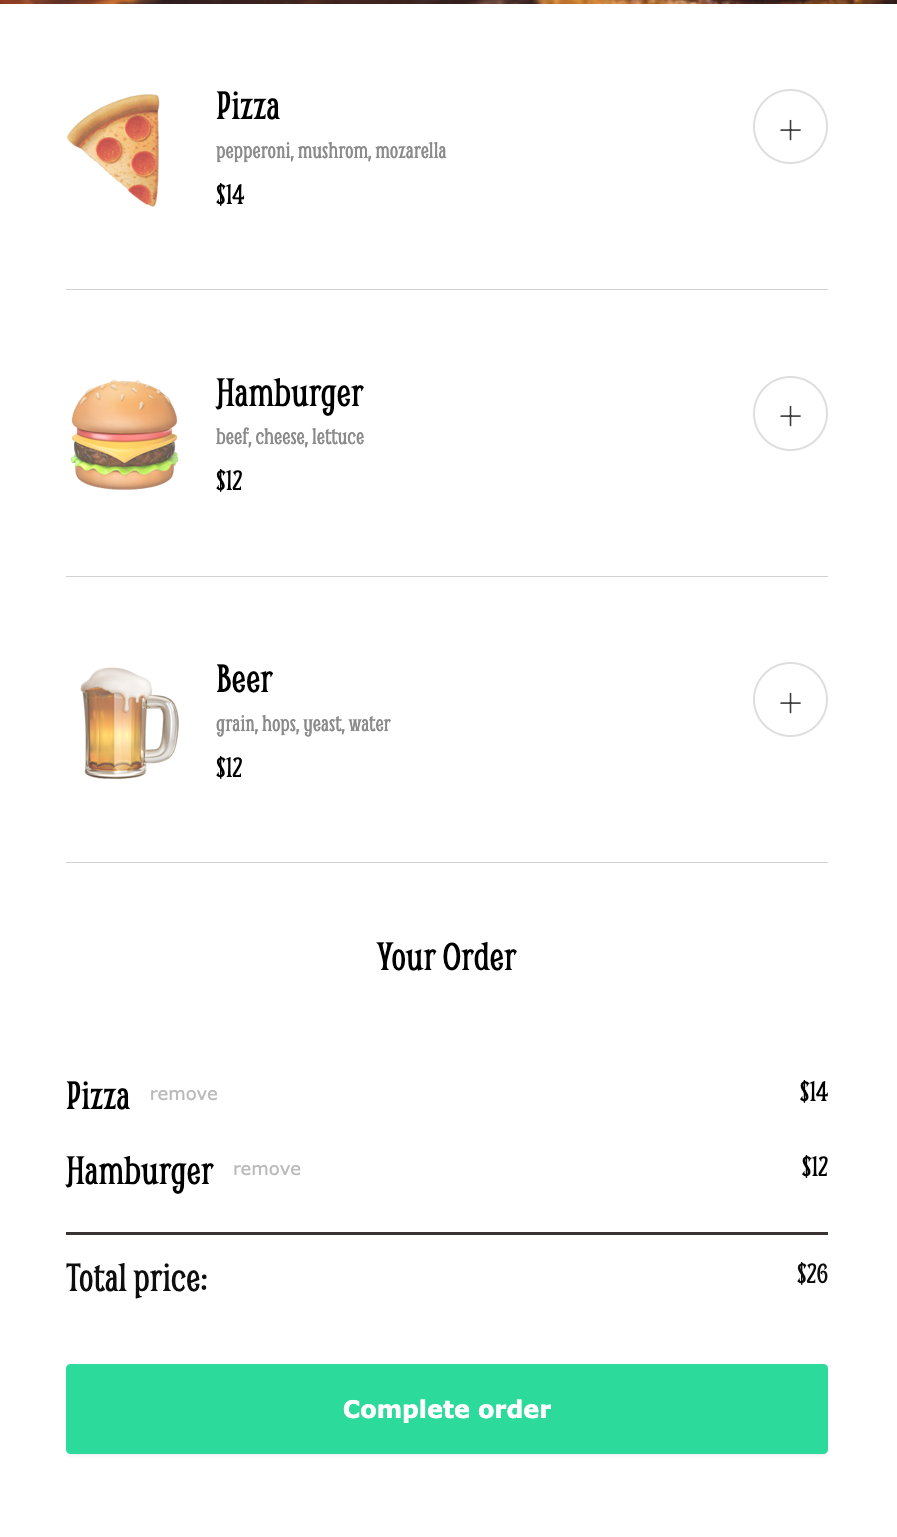 Pizza
pepperoni, mushrom, mozarella
$14
+
Hamburger
beef, cheese, lettuce
$12
+
Beer
grain, hops, yeast, water
$12
+
Your Order
Pizza remove $14
Hamburger remove $12
Total price: $26
Complete order